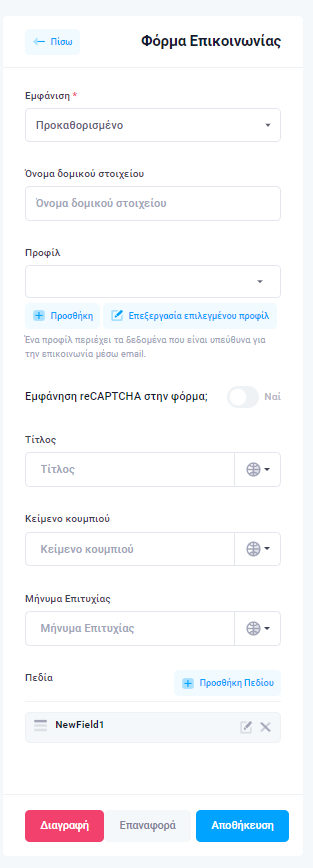 Πίσω
Φόρμα Επικοινωνίας
Εμφάνιση *
Προκαθορισμένο
Όνομα δομικού στοιχείου
Όνομα δομικού στοιχείου
Προφίλ
Προσθήκη
Επεξεργασία επιλεγμένου προφίλ
Ένα προφίλ περιέχει τα δεδομένα που είναι υπεύθυνα για
την επικοινωνία μέσω email.
Εμφάνηση reCAPTCHA στην φόρμα;
Ναί
Τίτλος
Τίτλος
Κείμενο κουμπιού
Κείμενο κουμπιού
Μήνυμα Επιτυχίας
Μήνυμα Επιτυχίας
Πεδία
Προσθήκη Πεδίου
NewField1
Διαγραφή
Επαναφορά
Αποθήκευση